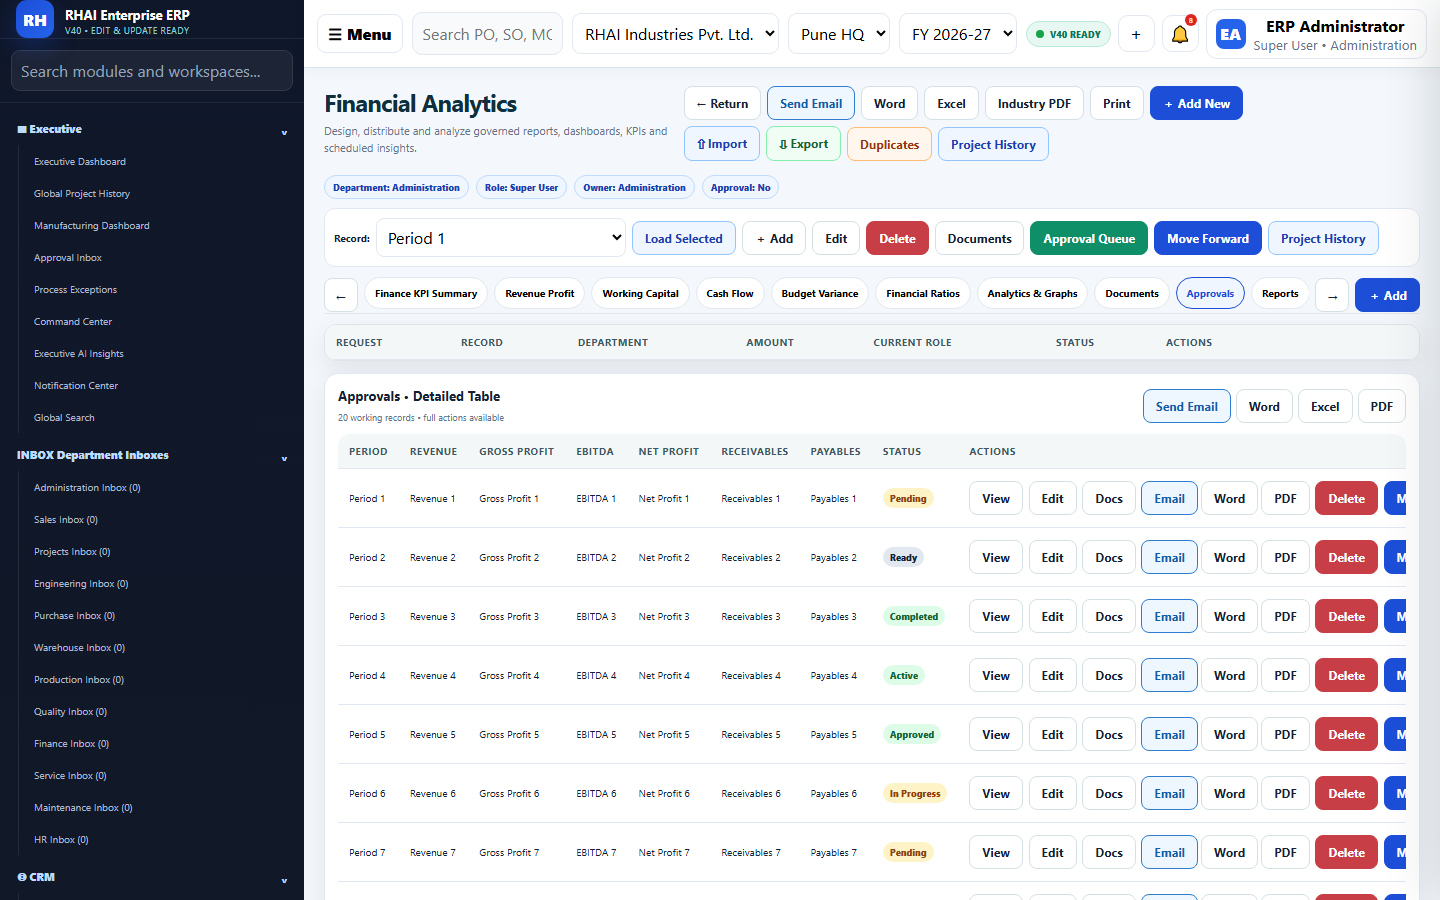 RH
RHAI Enterprise ERP
V40 • EDIT & UPDATE READY
Search modules and workspaces...
Executive
Executive Dashboard
Global Project History
Manufacturing Dashboard
Approval Inbox
Process Exceptions
Command Center
Executive AI Insights
Notification Center
Global Search
INBOX Department Inboxes
Administration Inbox (0)
Sales Inbox (0)
Projects Inbox (0)
Engineering Inbox (0)
Purchase Inbox (0)
Warehouse Inbox (0)
Production Inbox (0)
Quality Inbox (0)
Finance Inbox (0)
Service Inbox (0)
Maintenance Inbox (0)
HR Inbox (0)
CRM
☰ Menu
Search PO, SO, MO
RHAI Industries Pvt. Ltd.
Pune HQ
FY 2026-27
V40 READY
+
8
EA
ERP Administrator
Super User • Administration
Financial Analytics
Design, distribute and analyze governed reports, dashboards, KPIs and
scheduled insights.
← Return
Send Email
Word
Excel
Industry PDF
Print
+ Add New
⇧ Import
⇩ Export
Duplicates
Project History
Department: Administration
Role: Super User
Owner: Administration
Approval: No
Record:
Period 1
Load Selected
+ Add
Edit
Delete
Documents
Approval Queue
Move Forward
Project History
←
Finance KPI Summary
Revenue Profit
Working Capital
Cash Flow
Budget Variance
Financial Ratios
Analytics & Graphs
Documents
Approvals
Reports
→
+ Add
REQUEST RECORD DEPARTMENT AMOUNT CURRENT ROLE STATUS ACTIONS
Approvals • Detailed Table
20 working records • full actions available
Send Email
Word
Excel
PDF
PERIOD REVENUE GROSS PROFIT EBITDA NET PROFIT RECEIVABLES PAYABLES STATUS ACTIONS
Period 1 Revenue 1 Gross Profit 1 EBITDA 1 Net Profit 1 Receivables 1 Payables 1 Pending View Edit Docs Email Word PDF Delete M
Period 2 Revenue 2 Gross Profit 2 EBITDA 2 Net Profit 2 Receivables 2 Payables 2 Ready View Edit Docs Email Word PDF Delete M
Period 3 Revenue 3 Gross Profit 3 EBITDA 3 Net Profit 3 Receivables 3 Payables 3 Completed View Edit Docs Email Word PDF Delete M
Period 4 Revenue 4 Gross Profit 4 EBITDA 4 Net Profit 4 Receivables 4 Payables 4 Active View Edit Docs Email Word PDF Delete M
Period 5 Revenue 5 Gross Profit 5 EBITDA 5 Net Profit 5 Receivables 5 Payables 5 Approved View Edit Docs Email Word PDF Delete M
Period 6 Revenue 6 Gross Profit 6 EBITDA 6 Net Profit 6 Receivables 6 Payables 6 In Progress View Edit Docs Email Word PDF Delete M
Period 7 Revenue 7 Gross Profit 7 EBITDA 7 Net Profit 7 Receivables 7 Payables 7 Pending View Edit Docs Email Word PDF Delete M